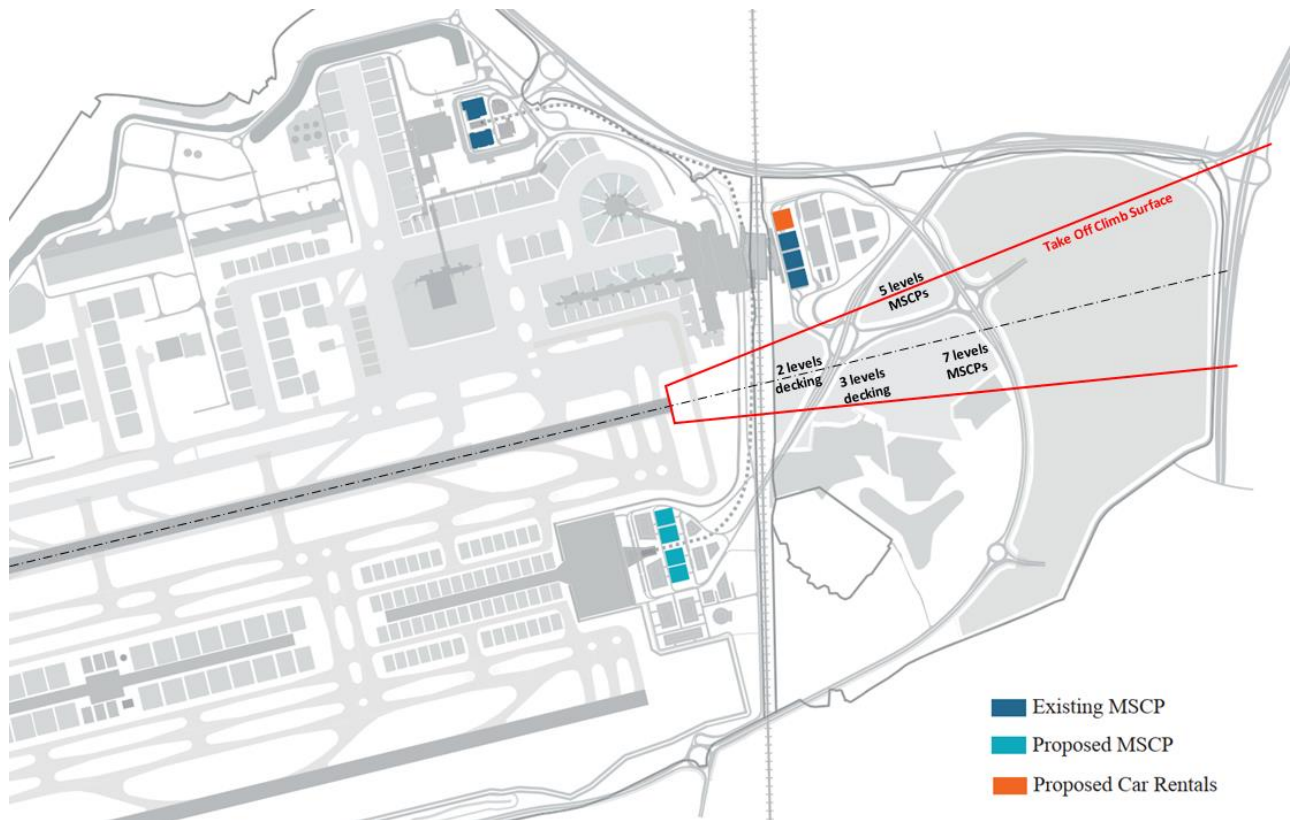 Take Off Climb Surface
5 levels
MSCPs
2 levels
decking
3 levels
decking
7 levels
MSCPs
Existing MSCP
Proposed MSCP
Proposed Car Rentals